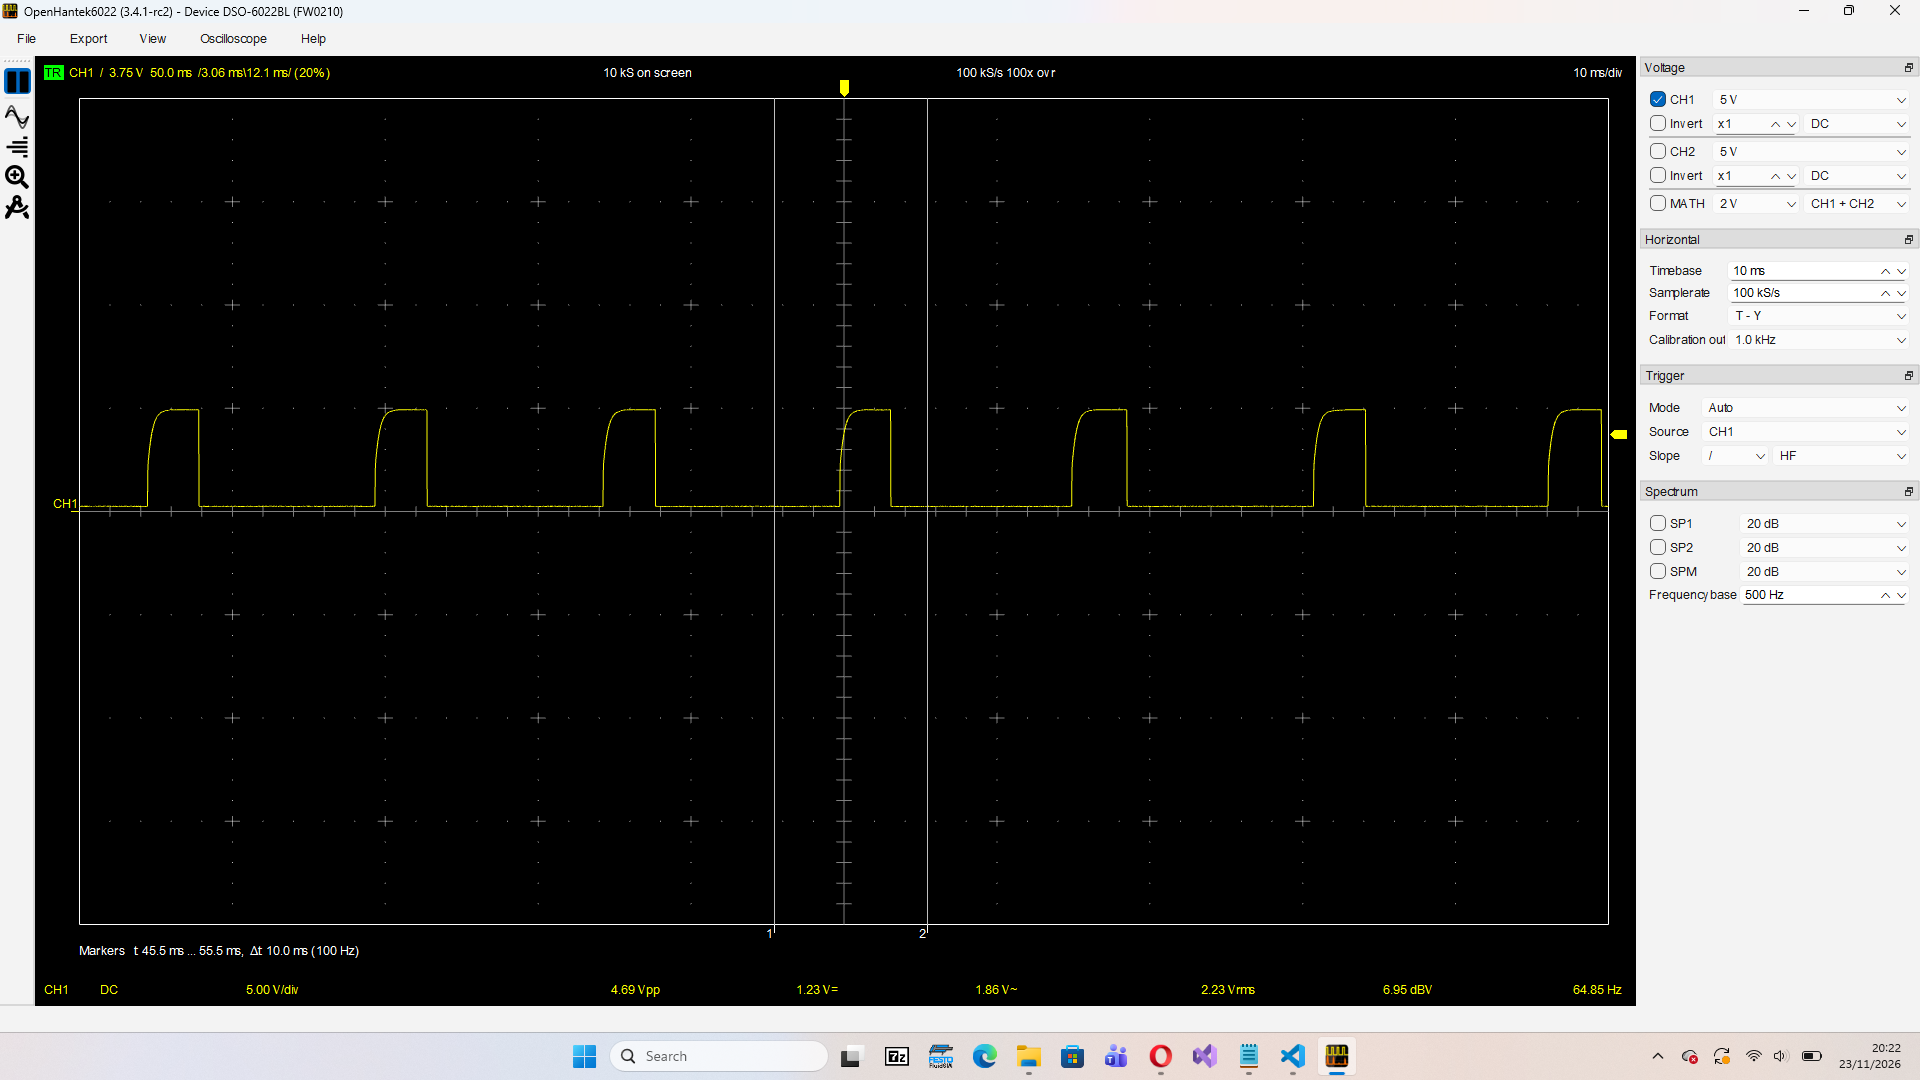 OpenHantek6022 (3.4.1-rc2) - Device DSO-6022BL (FW0210)
File Export View Oscilloscope Help
TR CH1 / 3.75 V 50.0 ms /3.06 ms\12.1 ms/ (20%) 10 kS on screen 100 kS/s 100x ovr 10 ms/div
CH1
1 2
Markers t: 45.5 ms ... 55.5 ms, Δt: 10.0 ms (100 Hz)
CH1 DC 5.00 V/div 4.69 Vpp 1.23 V= 1.86 V~ 2.23 Vrms 6.95 dBV 64.85 Hz
Voltage
CH1 5 V
Invert x1 DC
CH2 5 V
Invert x1 DC
MATH 2 V CH1 + CH2
Horizontal
Timebase 10 ms
Samplerate 100 kS/s
Format T - Y
Calibration out 1.0 kHz
Trigger
Mode Auto
Source CH1
Slope / HF
Spectrum
SP1 20 dB
SP2 20 dB
SPM 20 dB
Frequencybase 500 Hz
Search
7z
FESTO
FluidSIM
20:22
23/11/2026